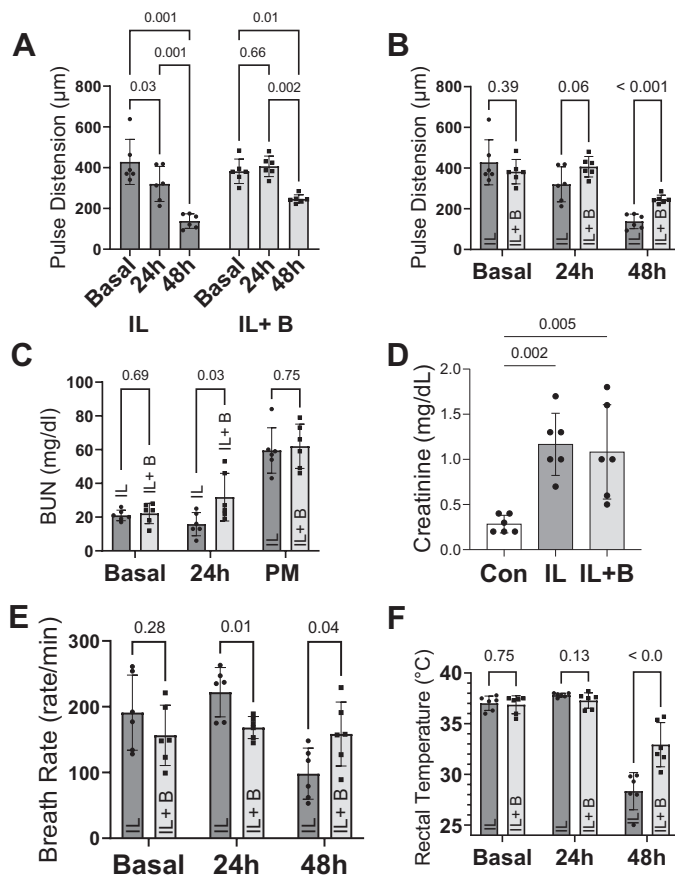 A
0.001
0.01
0.03
0.001
0.66
0.002
Pulse Distension (µm)
800
600
400
200
0
Basal
24h
48h
Basal
24h
48h
IL
IL+ B
B
0.39
0.06
< 0.001
Pulse Distension (µm)
800
600
400
200
0
IL
IL+B
IL
IL+B
IL
IL+B
Basal
24h
48h
C
0.69
0.03
0.75
BUN (mg/dl)
100
80
60
40
20
0
IL
IL+B
IL
IL+B
IL
IL+B
Basal
24h
PM
D
0.005
0.002
Creatinine (mg/dL)
2.0
1.5
1.0
0.5
0.0
Con
IL
IL+B
E
0.28
0.01
0.04
Breath Rate (rate/min)
300
200
100
0
IL
IL+B
IL
IL+B
IL
IL+B
Basal
24h
48h
F
0.75
0.13
< 0.0
Rectal Temperature (°C)
40
35
30
25
IL
IL+B
IL
IL+B
IL
IL+B
Basal
24h
48h